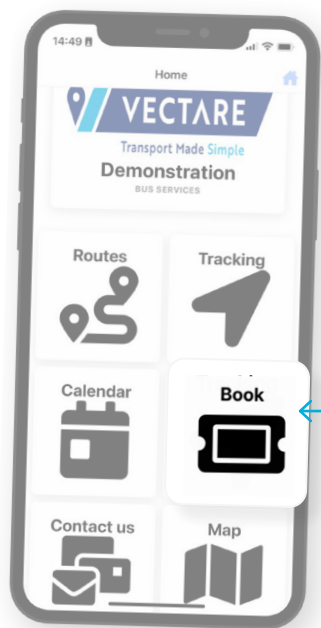 14:49
Home
VECTARE
Transport Made Simple
Demonstration
BUS SERVICES
Routes
Tracking
Calendar
Book
Contact us
Map